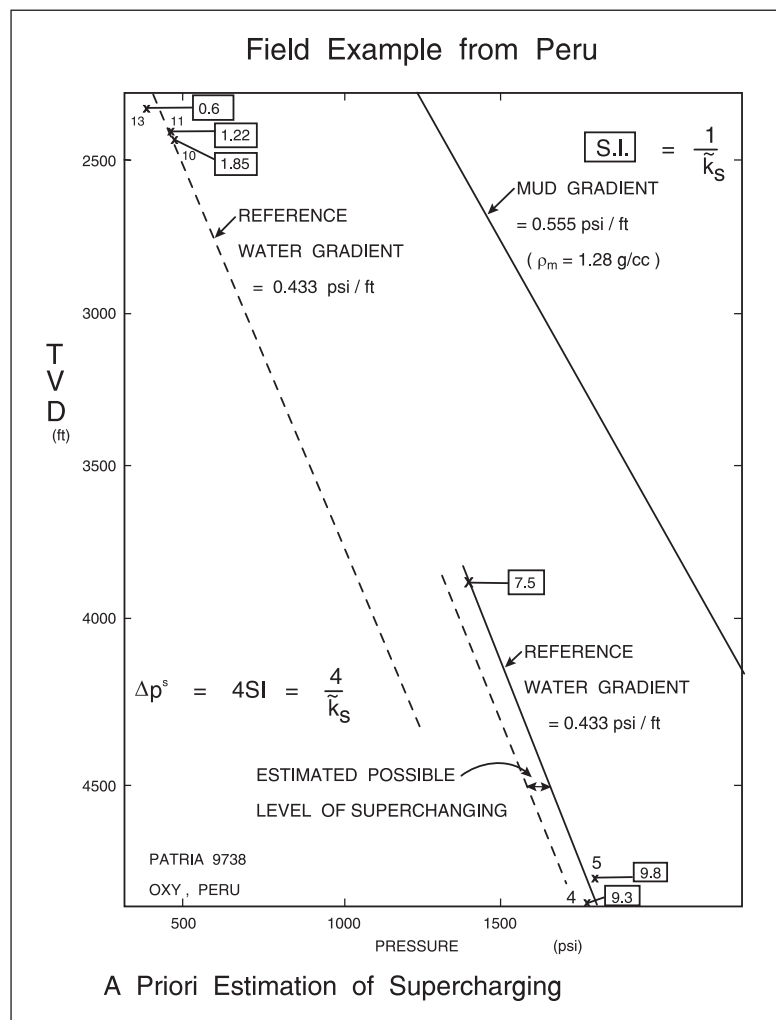 Field Example from Peru
0.6
13
11
1.22
10
1.85
S.I. = 1 / k̃s
2500
MUD GRADIENT
= 0.555 psi / ft
( ρm = 1.28 g/cc )
REFERENCE
WATER GRADIENT
= 0.433 psi / ft
3000
T
V
D
(ft)
3500
7.5
4000
REFERENCE
WATER GRADIENT
= 0.433 psi / ft
Δpˢ = 4SI = 4 / k̃s
ESTIMATED POSSIBLE
LEVEL OF SUPERCHANGING
4500
PATRIA 9738
OXY , PERU
5
9.8
4
9.3
500
1000
1500
PRESSURE (psi)
A Priori Estimation of Supercharging